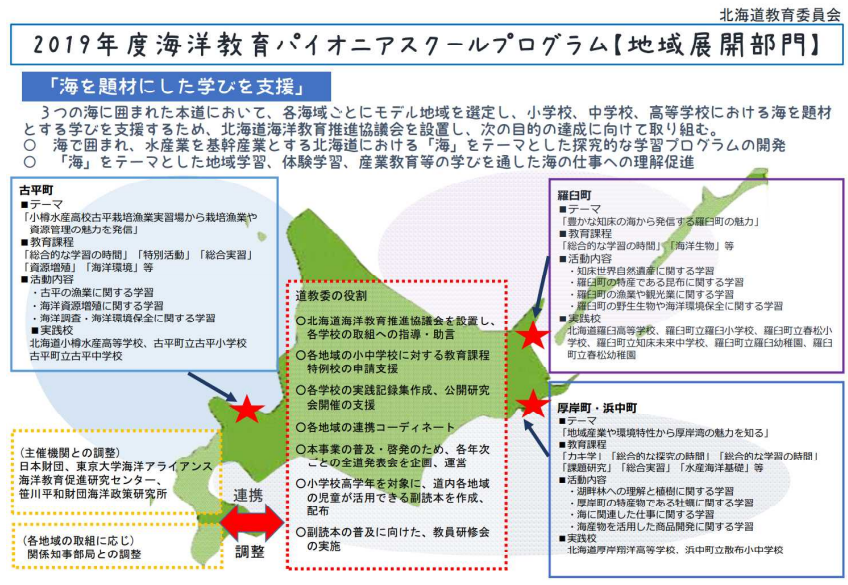 北海道教育委員会
2019年度海洋教育パイオニアスクールプログラム【地域展開部門】
「海を題材にした学びを支援」
３つの海に囲まれた本道において、各海域ごとにモデル地域を選定し、小学校、中学校、高等学校における海を題材
とする学びを支援するため、北海道海洋教育推進協議会を設置し、次の目的の達成に向けて取り組む。
○　海で囲まれ、水産業を基幹産業とする北海道における「海」をテーマとした探究的な学習プログラムの開発
○　「海」をテーマとした地域学習、体験学習、産業教育等の学びを通した海の仕事への理解促進
古平町
■テーマ
「小樽水産高校古平栽培漁業実習場から栽培漁業や
資源管理の魅力を発信」
■教育課程
「総合的な学習の時間」「特別活動」「総合実習」
「資源増殖」「海洋環境」等
■活動内容
・古平の漁業に関する学習
・海洋資源増殖に関する学習
・海洋調査・海洋環境保全に関する学習
■実践校
北海道小樽水産高等学校、古平町立古平小学校
古平町立古平中学校
（主催機関との調整）
日本財団、東京大学海洋アライアンス
海洋教育促進研究センター、
笹川平和財団海洋政策研究所
（各地域の取組に応じ）
関係知事部局との調整
連携
調整
道教委の役割
○北海道海洋教育推進協議会を設置し、
各学校の取組への指導・助言
○各地域の小中学校に対する教育課程
特例校の申請支援
○各学校の実践記録集作成、公開研究
会開催の支援
○各地域の連携コーディネート
○本事業の普及・啓発のため、各年次
ごとの全道発表会を企画、運営
○小学校高学年を対象に、道内各地域
の児童が活用できる副読本を作成、
配布
○副読本の普及に向けた、教員研修会
の実施
羅臼町
■テーマ
「豊かな知床の海から発信する羅臼町の魅力」
■教育課程
「総合的な学習の時間」「海洋生物」等
■活動内容
・知床世界自然遺産に関する学習
・羅臼町の特産である昆布に関する学習
・羅臼町の漁業や観光業に関する学習
・羅臼町の野生生物や海洋環境保全に関する学習
■実践校
北海道羅臼高等学校、羅臼町立羅臼小学校、羅臼町立春松小
学校、羅臼町立知床未来中学校、羅臼町立羅臼幼稚園、羅臼
町立春松幼稚園
厚岸町・浜中町
■テーマ
「地域産業や環境特性から厚岸湾の魅力を知る」
■教育課程
「カキ学」「総合的な探究の時間」「総合的な学習の時間」
「課題研究」「総合実習」「水産海洋基礎」等
■活動内容
・湖畔林への理解と植樹に関する学習
・厚岸町の特産物である牡蠣に関する学習
・海に関連した仕事に関する学習
・海産物を活用した商品開発に関する学習
■実践校
北海道厚岸翔洋高等学校、浜中町立散布小中学校